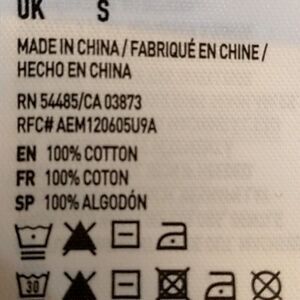 UK S
MADE IN CHINA / FABRIQUÉ EN CHINE /
HECHO EN CHINA
RN 54485/CA 03873
RFC# AEM120605U9A
EN 100% COTTON
FR 100% COTON
SP 100% ALGODÓN
30